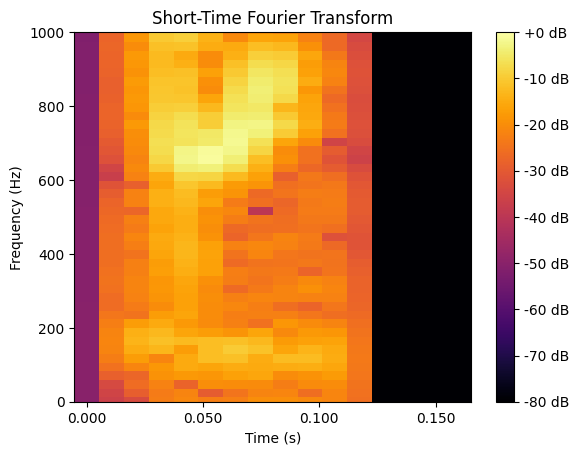 Short-Time Fourier Transform
1000
800
600
400
200
0
Frequency (Hz)
0.000
0.050
0.100
0.150
Time (s)
+0 dB
-10 dB
-20 dB
-30 dB
-40 dB
-50 dB
-60 dB
-70 dB
-80 dB